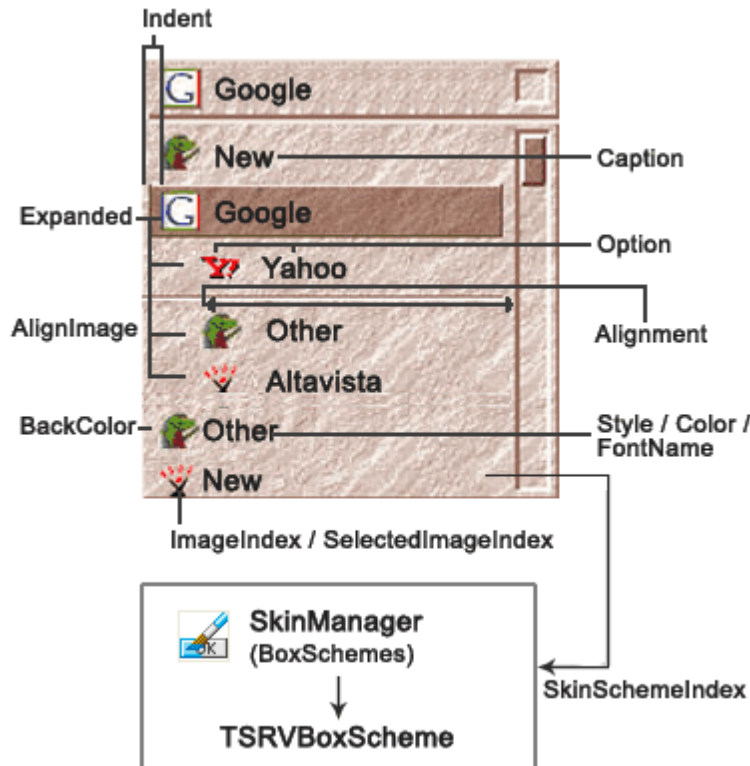 Indent
Google
New
Caption
Expanded
Google
Option
Yahoo
AlignImage
Other
Alignment
Altavista
BackColor
Other
Style / Color /
FontName
New
ImageIndex / SelectedImageIndex
OK
SkinManager
(BoxSchemes)
SkinSchemeIndex
TSRVBoxScheme